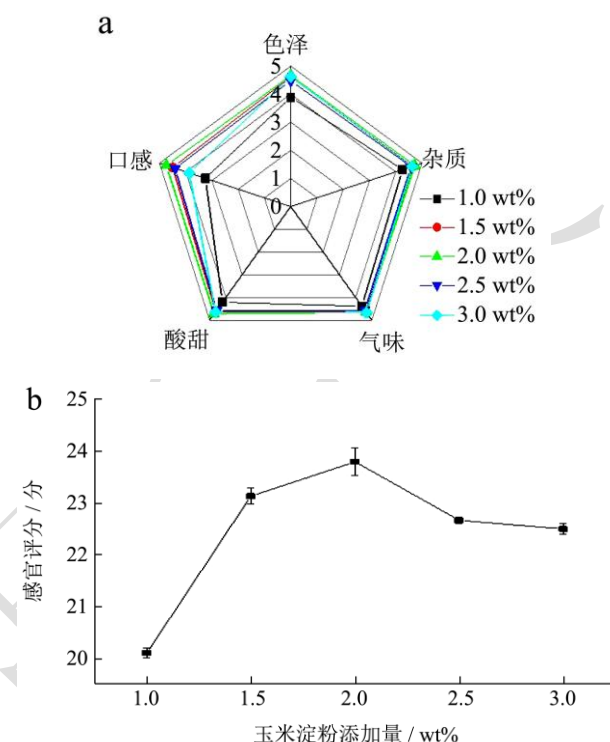 a
色泽
5
4
3
2
1
0
口感
杂质
酸甜
气味
1.0 wt%
1.5 wt%
2.0 wt%
2.5 wt%
3.0 wt%
b
25
24
23
22
21
20
感官评分 / 分
1.0 1.5 2.0 2.5 3.0
玉米淀粉添加量 / wt%